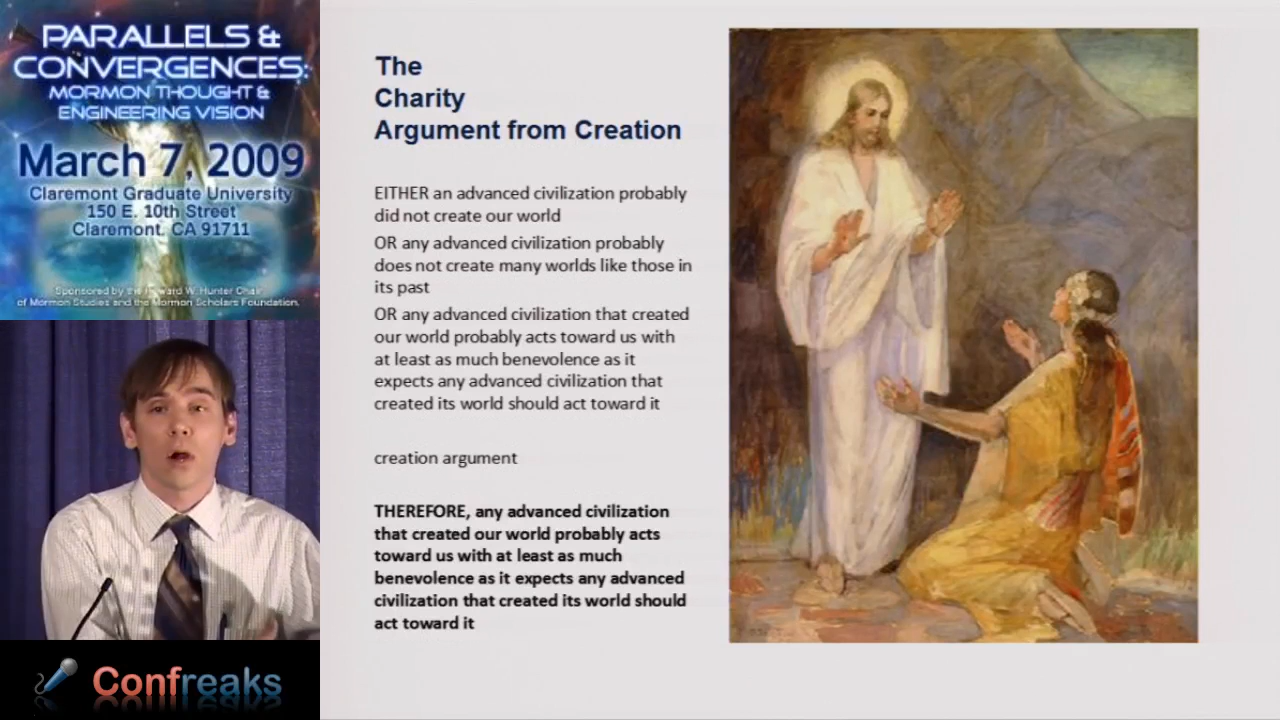 PARALLELS &
CONVERGENCES:
MORMON THOUGHT &
ENGINEERING VISION
March 7, 2009
Claremont Graduate University
150 E. 10th Street
Claremont, CA 91711
Sponsored by the Howard W. Hunter Chair
of Mormon Studies and the Mormon Scholars Foundation.
Confreaks
The
Charity
Argument from Creation
EITHER an advanced civilization probably
did not create our world
OR any advanced civilization probably
does not create many worlds like those in
its past
OR any advanced civilization that created
our world probably acts toward us with
at least as much benevolence as it
expects any advanced civilization that
created its world should act toward it
creation argument
THEREFORE, any advanced civilization
that created our world probably acts
toward us with at least as much
benevolence as it expects any advanced
civilization that created its world should
act toward it